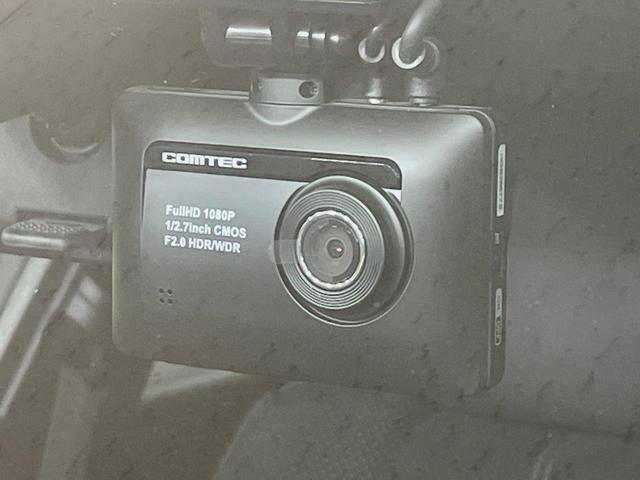 COMTEC
FullHD 1080P
1/2.7inch CMOS
F2.0 HDR/WDR